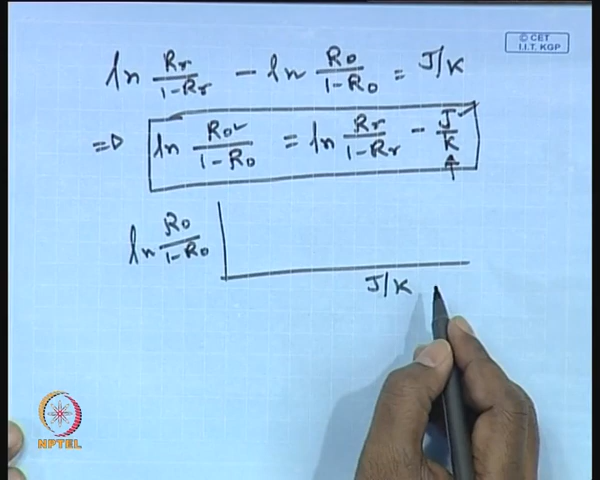 © CET
I.I.T. KGP
ln Rr/1-Rr - ln R0/1-R0 = J/K
=> ln R0/1-R0 = ln Rr/1-Rr - J/K
ln R0/1-R0
J/K
NPTEL